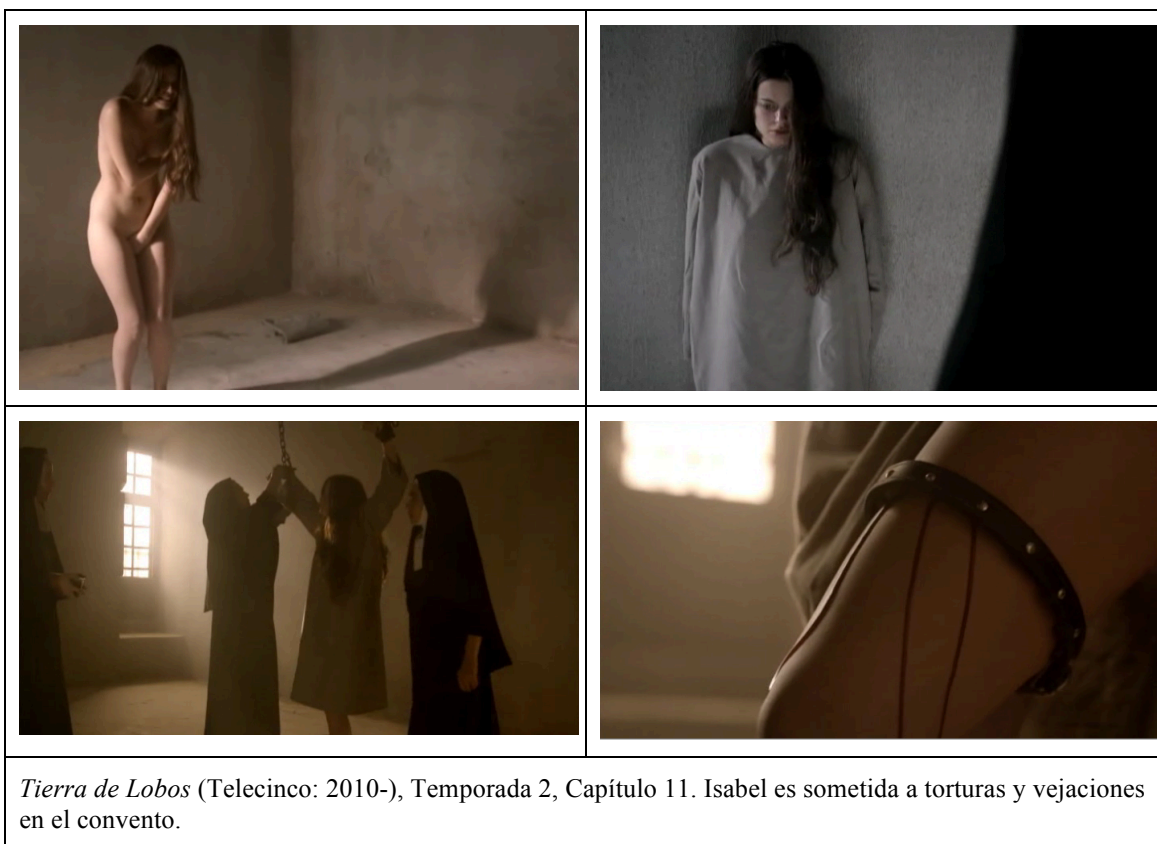 Tierra de Lobos (Telecinco: 2010-), Temporada 2, Capítulo 11. Isabel es sometida a torturas y vejaciones
en el convento.